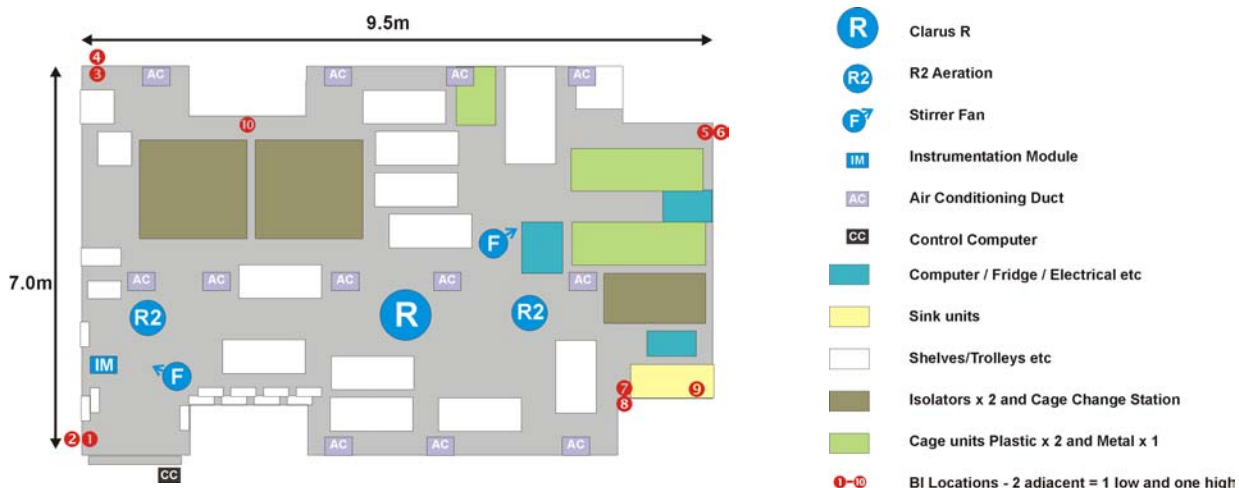 9.5m
7.0m
4
3
AC
AC
AC
AC
10
5 6
F
AC
AC
AC
AC
AC
R2
R
R2
IM
F
7
9
8
2 1
AC
AC
AC
CC
R Clarus R
R2 R2 Aeration
F Stirrer Fan
IM Instrumentation Module
AC Air Conditioning Duct
CC Control Computer
Computer / Fridge / Electrical etc
Sink units
Shelves/Trolleys etc
Isolators x 2 and Cage Change Station
Cage units Plastic x 2 and Metal x 1
1-10 BI Locations - 2 adjacent = 1 low and one high